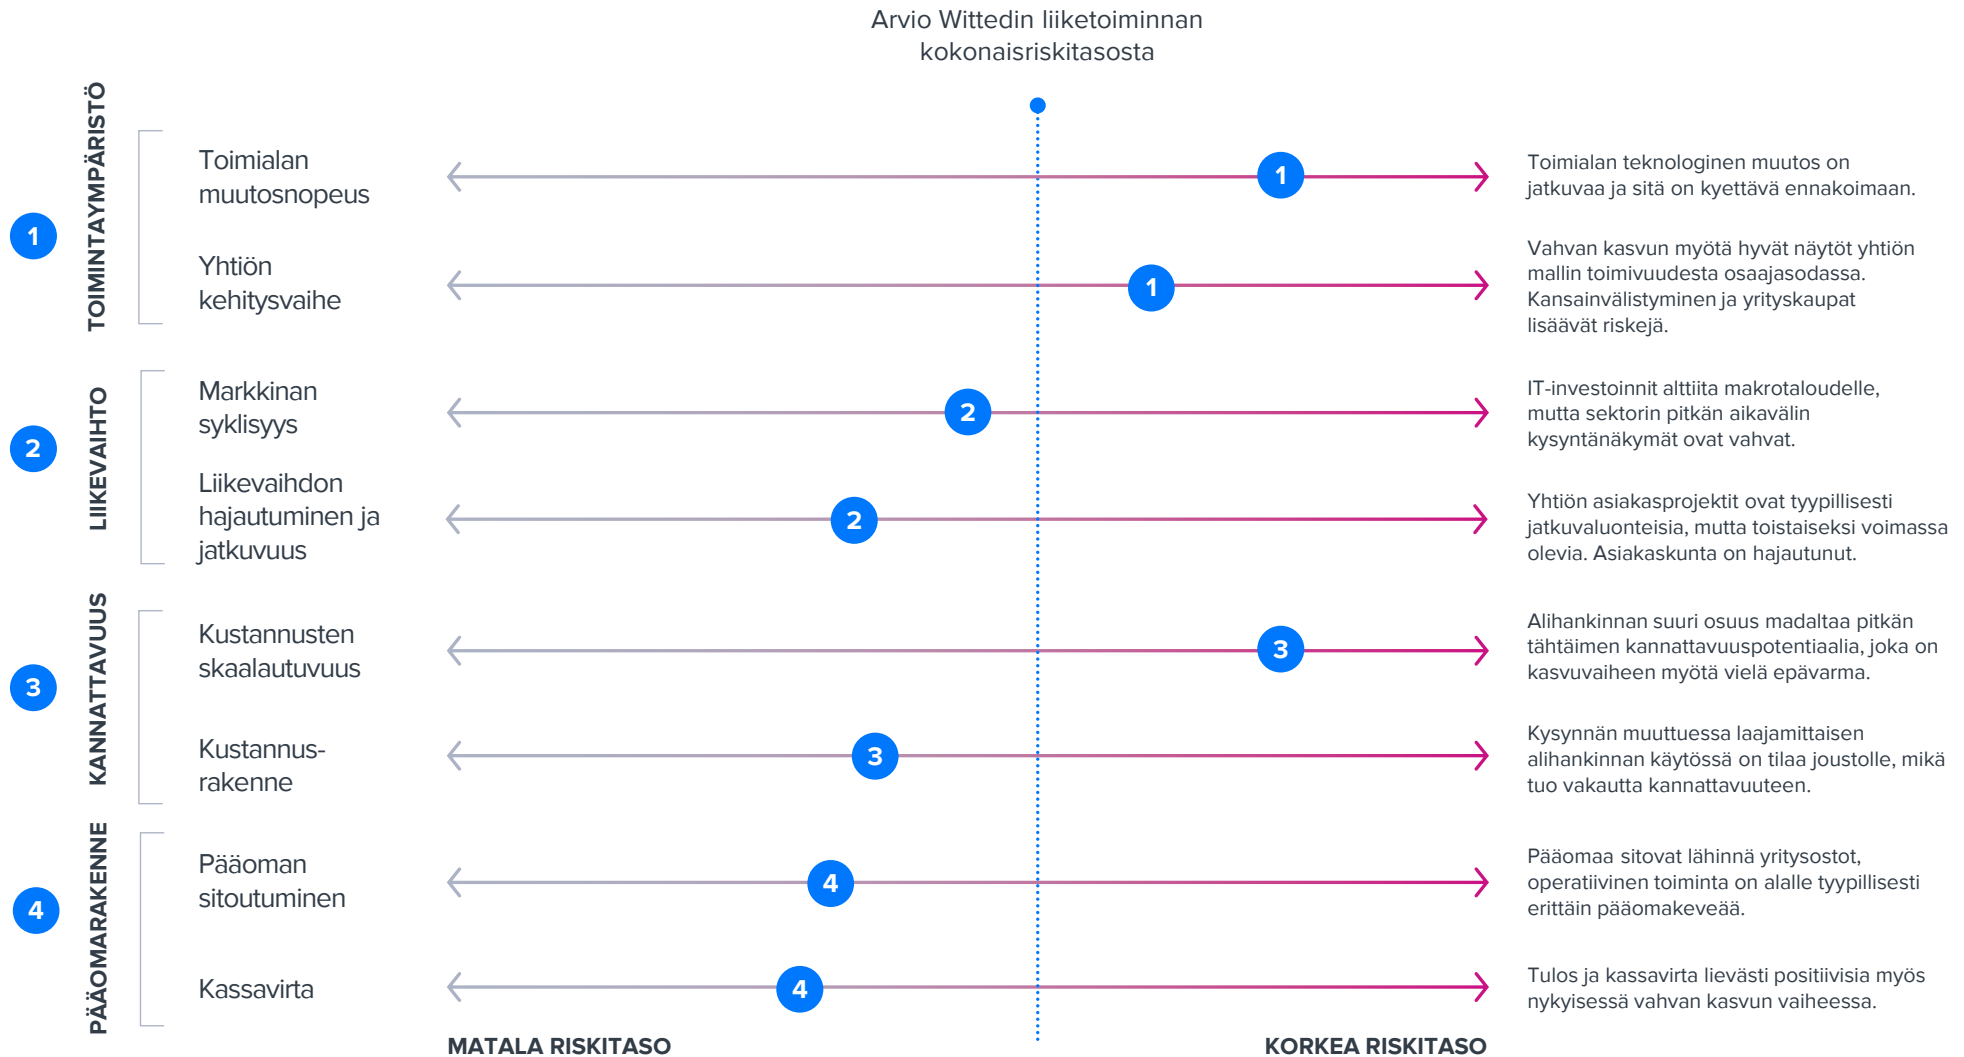 Arvio Wittedin liiketoiminnan
kokonaisriskitasosta
1
TOIMINTAYMPÄRISTÖ
Toimialan
muutosnopeus
1
Toimialan teknologinen muutos on
jatkuvaa ja sitä on kyettävä ennakoimaan.
Yhtiön
kehitysvaihe
1
Vahvan kasvun myötä hyvät näytöt yhtiön
mallin toimivuudesta osaajasodassa.
Kansainvälistyminen ja yrityskaupat
lisäävät riskejä.
2
LIIKEVAIHTO
Markkinan
syklisyys
2
IT-investoinnit alttiita makrotaloudelle,
mutta sektorin pitkän aikavälin
kysyntänäkymät ovat vahvat.
Liikevaihdon
hajautuminen ja
jatkuvuus
2
Yhtiön asiakasprojektit ovat tyypillisesti
jatkuvaluonteisia, mutta toistaiseksi voimassa
olevia. Asiakaskunta on hajautunut.
3
KANNATTAVUUS
Kustannusten
skaalautuvuus
3
Alihankinnan suuri osuus madaltaa pitkän
tähtäimen kannattavuuspotentiaalia, joka on
kasvuvaiheen myötä vielä epävarma.
Kustannus-
rakenne
3
Kysynnän muuttuessa laajamittaisen
alihankinnan käytössä on tilaa joustolle, mikä
tuo vakautta kannattavuuteen.
4
PÄÄOMARAKENNE
Pääoman
sitoutuminen
4
Pääomaa sitovat lähinnä yritysostot,
operatiivinen toiminta on alalle tyypillisesti
erittäin pääomakeveää.
Kassavirta
4
Tulos ja kassavirta lievästi positiivisia myös
nykyisessä vahvan kasvun vaiheessa.
MATALA RISKITASO
KORKEA RISKITASO